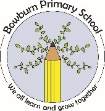 Bowburn Primary School
We all learn and grow together